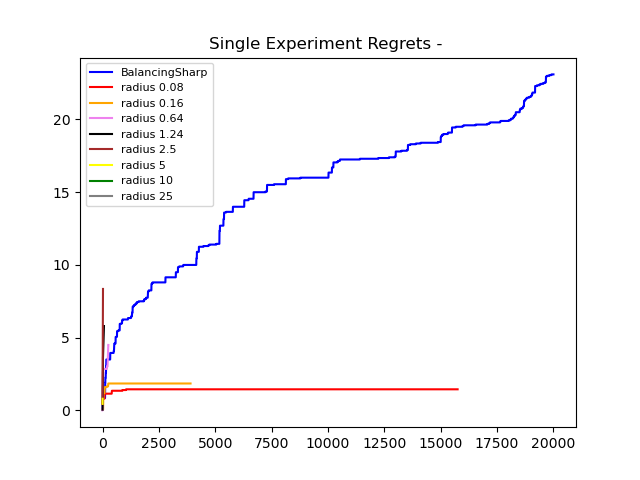 Single Experiment Regrets -
BalancingSharp
radius 0.08
radius 0.16
radius 0.64
radius 1.24
radius 2.5
radius 5
radius 10
radius 25
20
15
10
5
0
0 2500 5000 7500 10000 12500 15000 17500 20000